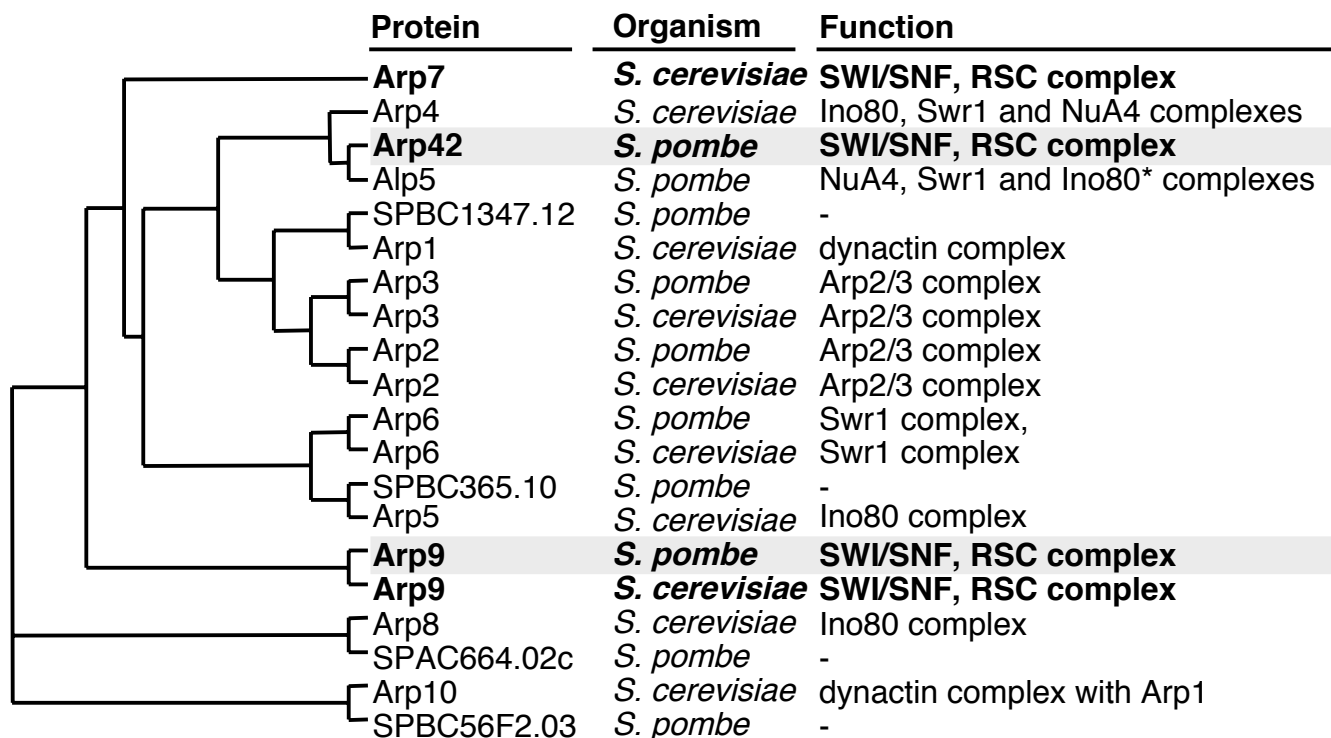 Protein Organism Function
Arp7 S. cerevisiae SWI/SNF, RSC complex
Arp4 S. cerevisiae Ino80, Swr1 and NuA4 complexes
Arp42 S. pombe SWI/SNF, RSC complex
Alp5 S. pombe NuA4, Swr1 and Ino80* complexes
SPBC1347.12 S. pombe -
Arp1 S. cerevisiae dynactin complex
Arp3 S. pombe Arp2/3 complex
Arp3 S. cerevisiae Arp2/3 complex
Arp2 S. pombe Arp2/3 complex
Arp2 S. cerevisiae Arp2/3 complex
Arp6 S. pombe Swr1 complex,
Arp6 S. cerevisiae Swr1 complex
SPBC365.10 S. pombe -
Arp5 S. cerevisiae Ino80 complex
Arp9 S. pombe SWI/SNF, RSC complex
Arp9 S. cerevisiae SWI/SNF, RSC complex
Arp8 S. cerevisiae Ino80 complex
SPAC664.02c S. pombe -
Arp10 S. cerevisiae dynactin complex with Arp1
SPBC56F2.03 S. pombe -